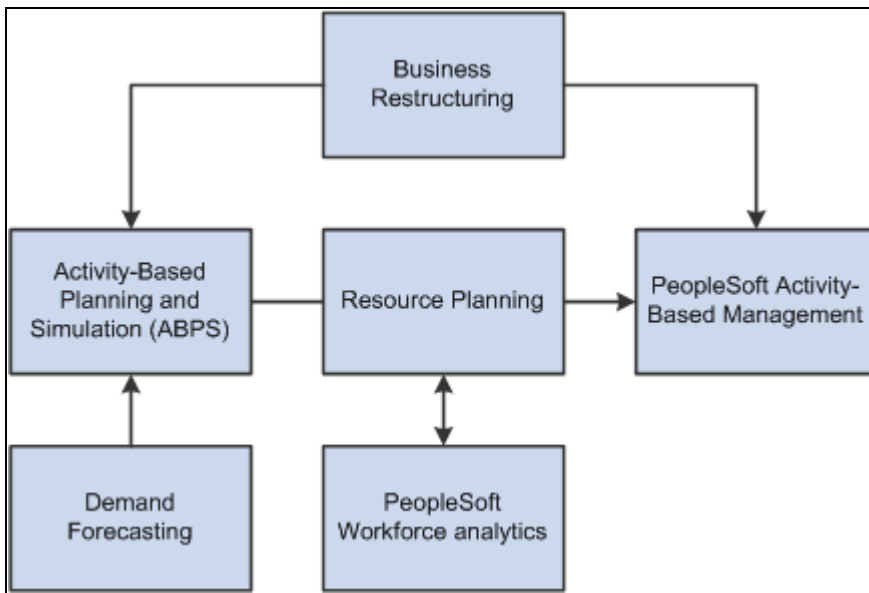 Business
Restructuring
Activity-Based
Planning and
Simulation (ABPS)
Resource Planning
PeopleSoft Activity-
Based Management
Demand
Forecasting
PeopleSoft
Workforce analytics